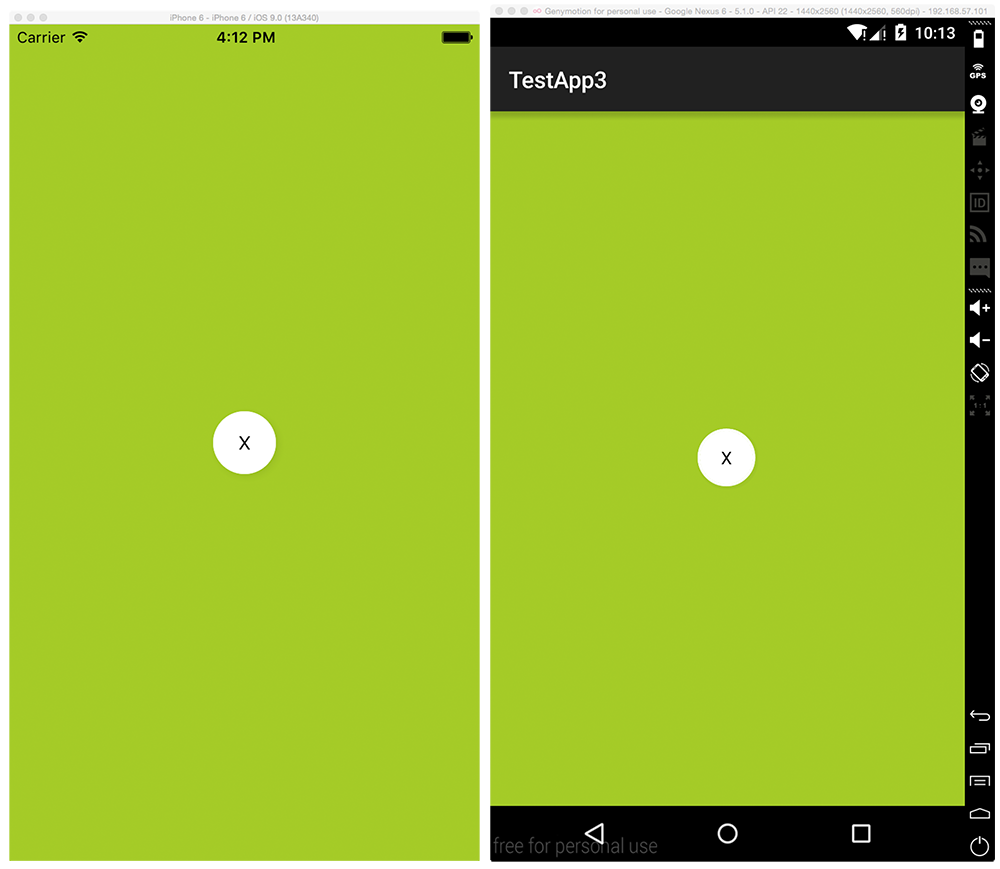 iPhone 6 - iPhone 6 / iOS 9.0 (13A340)
Carrier 4:12 PM
X
Genymotion for personal use - Google Nexus 6 - 5.1.0 - API 22 - 1440x2560 (1440x2560, 560dpi) - 192.168.57.101
10:13
GPS
TestApp3
ID
1:1
X
free for personal use